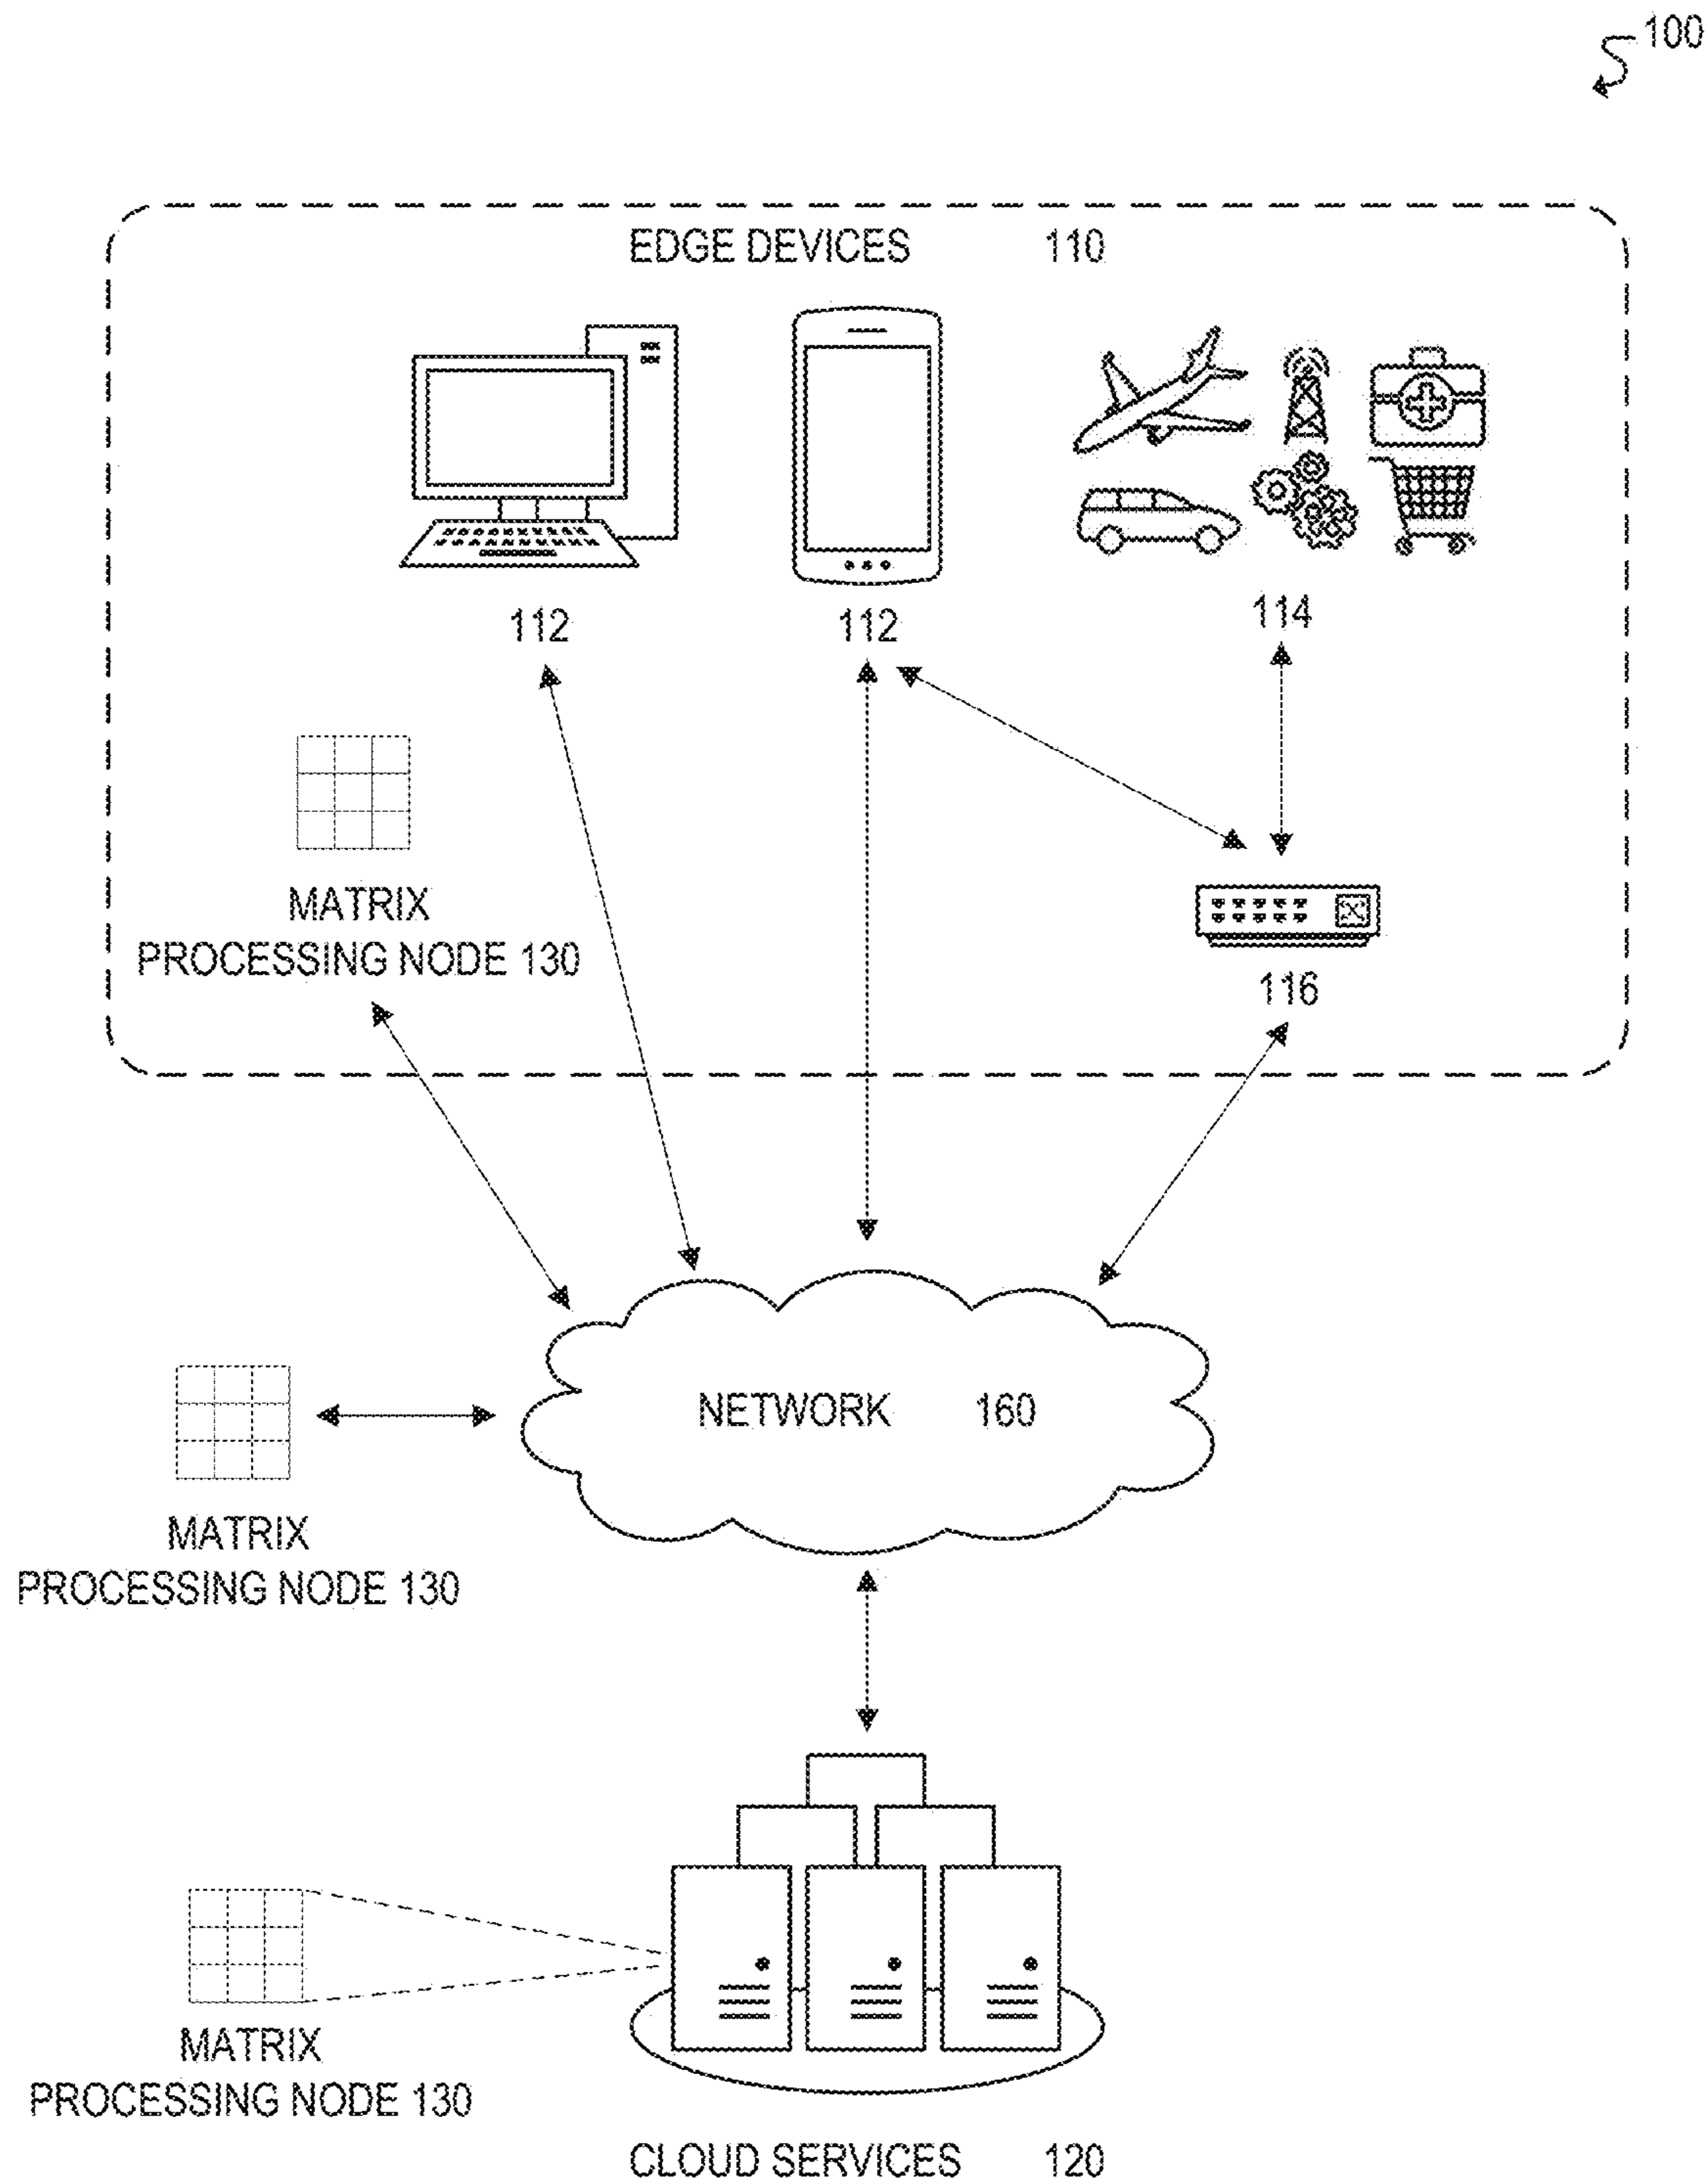 100
EDGE DEVICES 110
112
112
114
MATRIX
PROCESSING NODE 130
116
NETWORK 160
MATRIX
PROCESSING NODE 130
MATRIX
PROCESSING NODE 130
CLOUD SERVICES 120